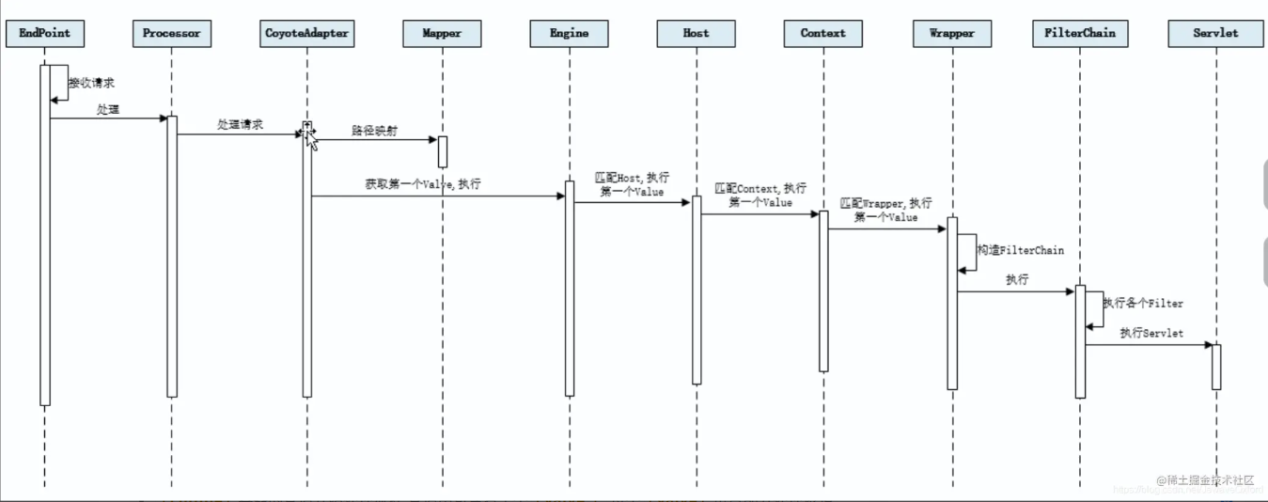 EndPoint
Processor
CoyoteAdapter
Mapper
Engine
Host
Context
Wrapper
FilterChain
Servlet
接收请求
处理
处理请求
路径映射
获取第一个Valve,执行
匹配Host,执行
第一个Value
匹配Context,执行
第一个Value
匹配Wrapper,执行
第一个Value
构造FilterChain
执行
执行各个Filter
执行Servlet
@稀土掘金技术社区